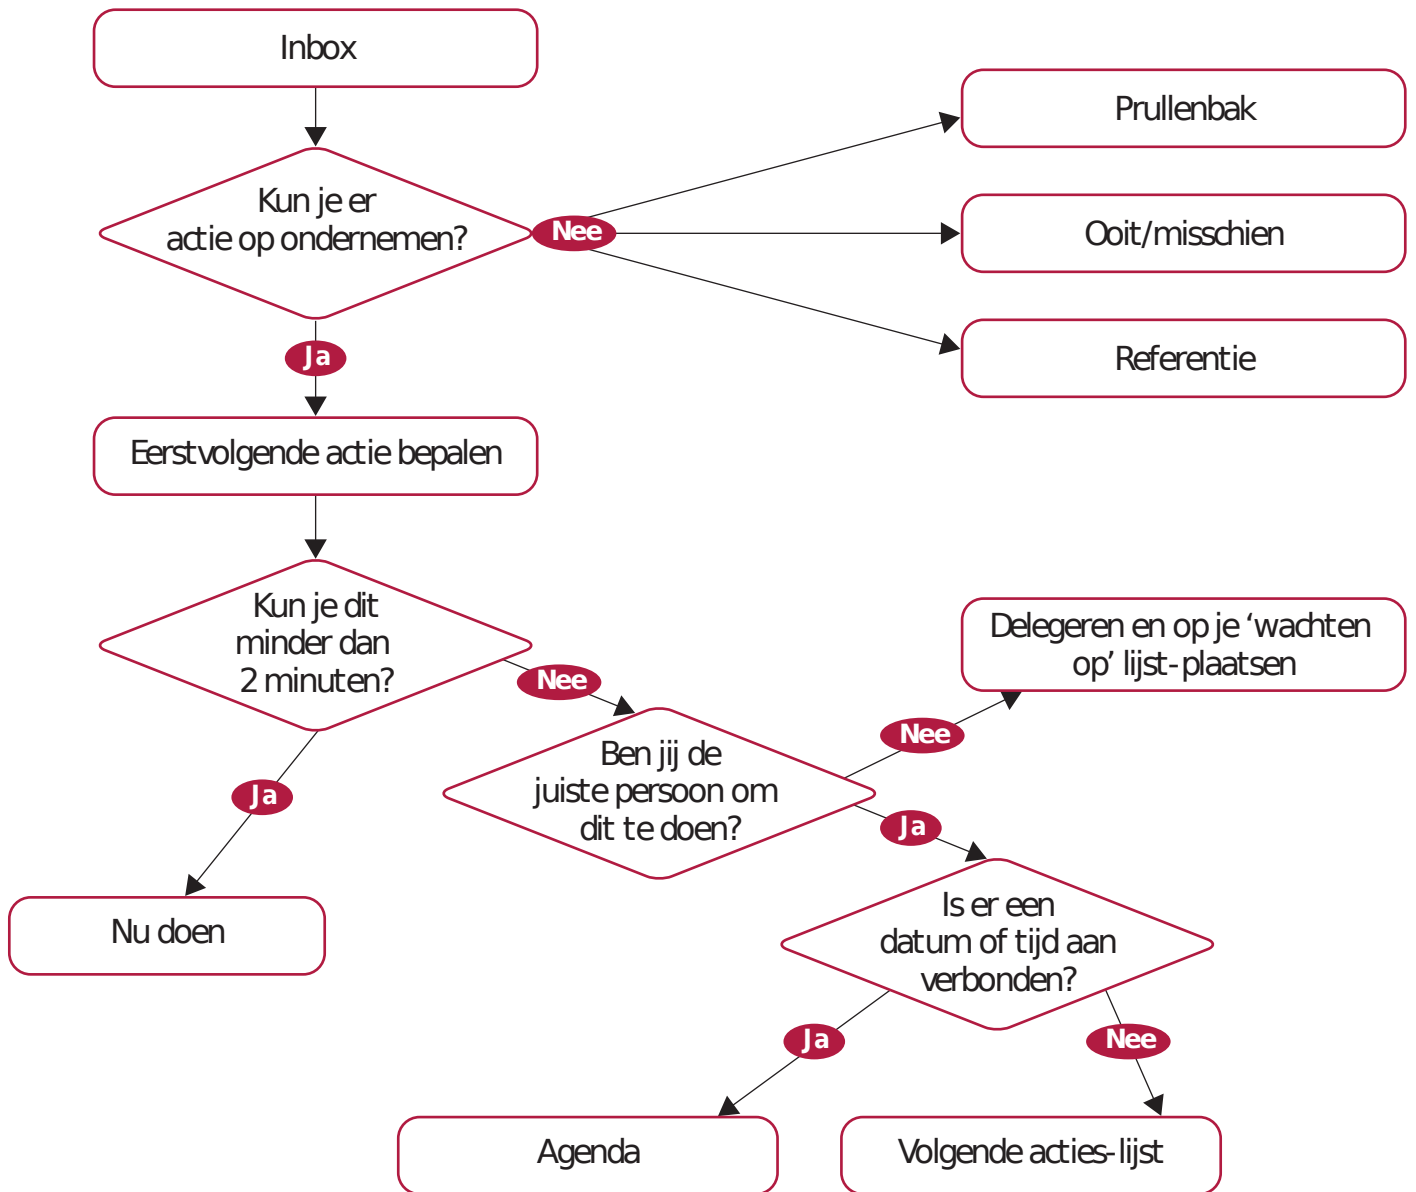 Inbox
Prullenbak
Kun je er
actie op ondernemen?
Nee
Ooit/misschien
Referentie
Ja
Eerstvolgende actie bepalen
Kun je dit
minder dan
2 minuten?
Nee
Delegeren en op je ‘wachten
op’ lijst-plaatsen
Nee
Ben jij de
juiste persoon om
dit te doen?
Ja
Ja
Nu doen
Is er een
datum of tijd aan
verbonden?
Ja
Nee
Agenda
Volgende acties-lijst